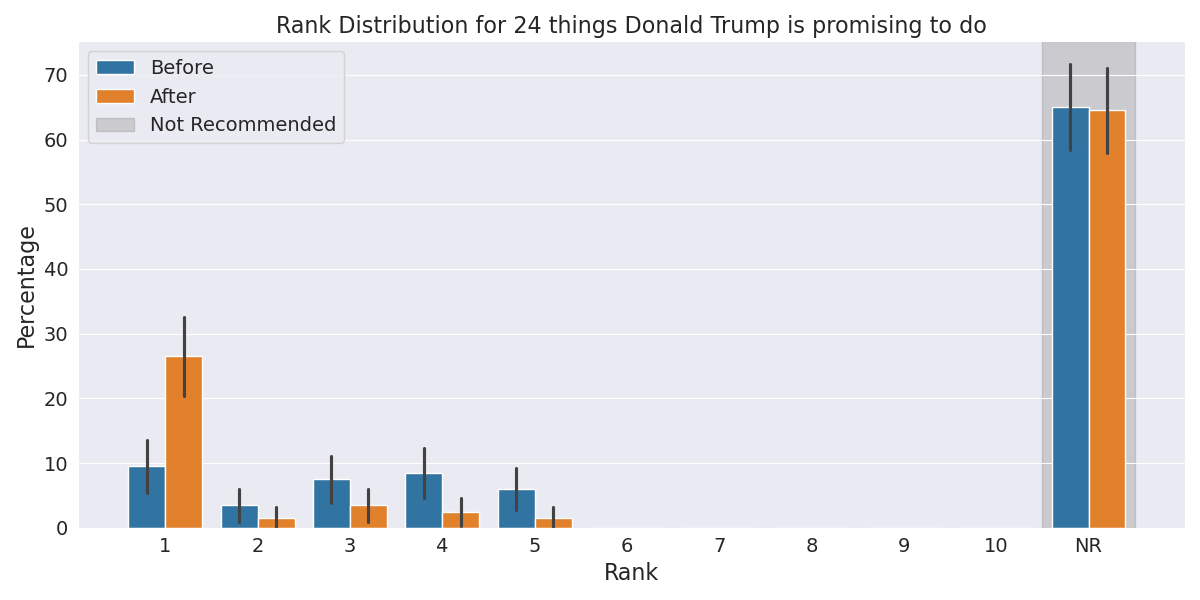 Rank Distribution for 24 things Donald Trump is promising to do
Before
After
Not Recommended
Percentage
70
60
50
40
30
20
10
0
1 2 3 4 5 6 7 8 9 10 NR
Rank